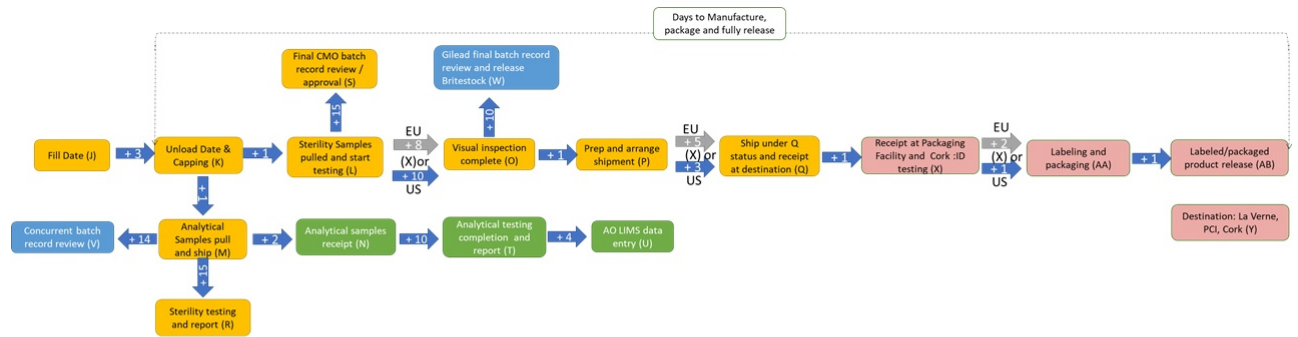 Days to Manufacture,
package and fully release
Final CMO batch
record review /
approval (S)
Gilead final batch record
review and release
Britestock (W)
+ 15
+ 10
Fill Date (J)
+ 3
Unload Date &
Capping (K)
+ 1
Sterility Samples
pulled and start
testing (L)
EU
+ 8
(X)or
+ 10
US
Visual inspection
complete (O)
+ 1
Prep and arrange
shipment (P)
EU
+ 5
(X) or
+ 3
US
Ship under Q
status and receipt
at destination (Q)
+ 1
Receipt at Packaging
Facility and Cork :ID
testing (X)
EU
+ 2
(X) or
+ 1
US
Labeling and
packaging (AA)
+ 1
Labeled/packaged
product release (AB)
+ 1
Concurrent batch
record review (V)
+ 14
Analytical
Samples pull
and ship (M)
+ 2
Analytical samples
receipt (N)
+ 10
Analytical testing
completion and
report (T)
+ 4
AO LIMS data
entry (U)
Destination: La Verne,
PCI, Cork (Y)
+ 15
Sterility testing
and report (R)